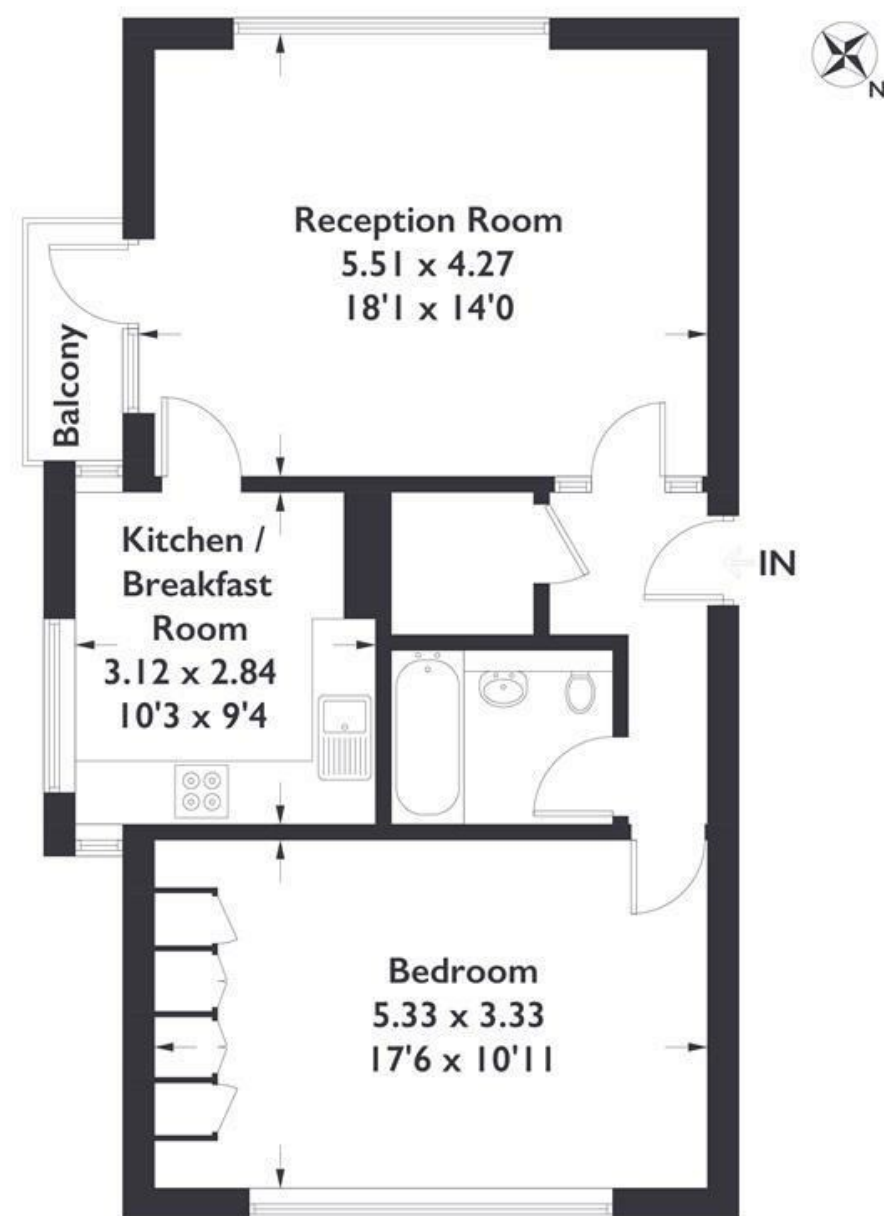 N
Reception Room
5.51 x 4.27
18'1 x 14'0
Balcony
Kitchen /
Breakfast
Room
3.12 x 2.84
10'3 x 9'4
IN
Bedroom
5.33 x 3.33
17'6 x 10'11